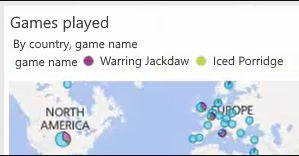 Games played
By country, game name
game name Warring Jackdaw Iced Porridge
NORTH
AMERICA
EUROPE